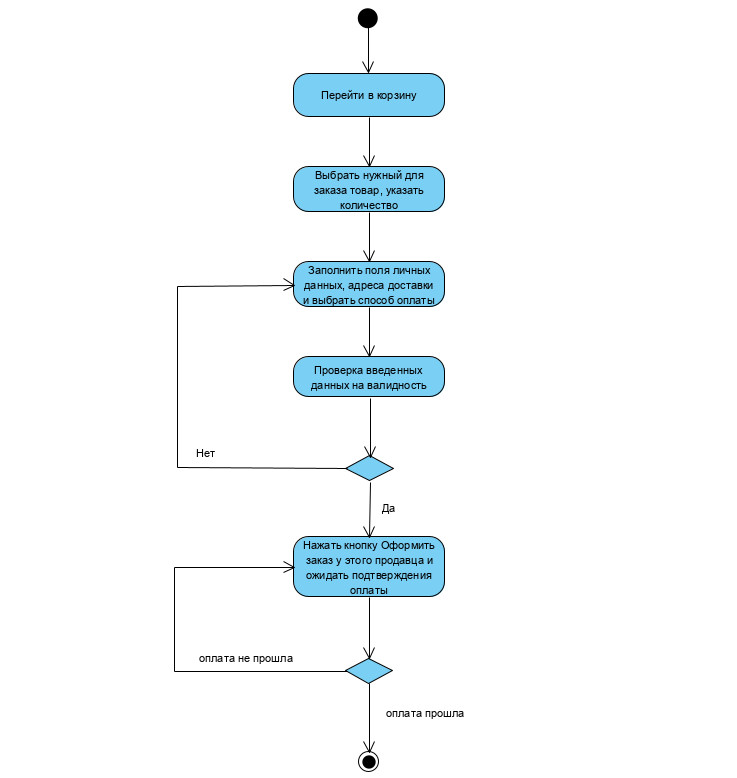 Перейти в корзину
Выбрать нужный для
заказа товар, указать
количество
Заполнить поля личных
данных, адреса доставки
и выбрать способ оплаты
Проверка введенных
данных на валидность
Нет
Да
Нажать кнопку Оформить
заказ у этого продавца и
ожидать подтверждения
оплаты
оплата не прошла
оплата прошла